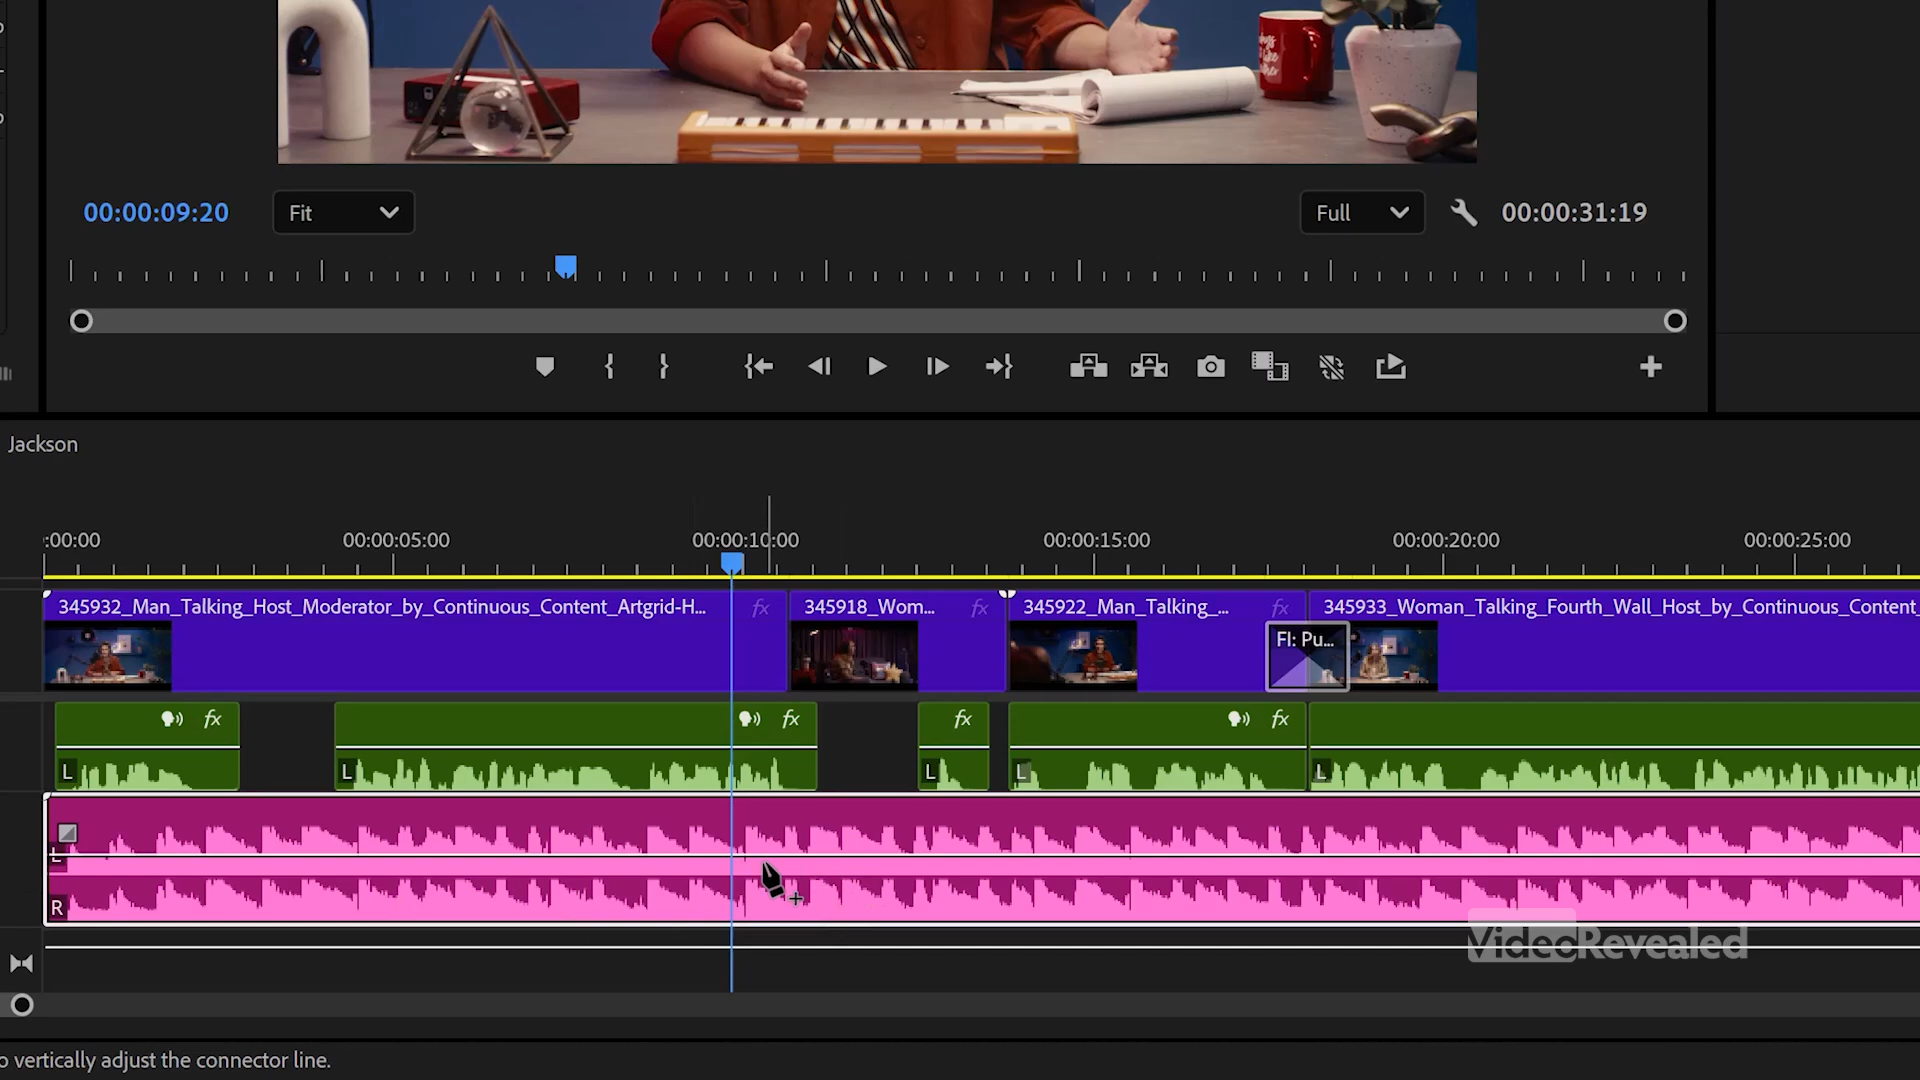 00:00:09:20
Fit
Full
00:00:31:19
Jackson
:00:00
00:00:05:00
00:00:10:00
00:00:15:00
00:00:20:00
00:00:25:00
345932_Man_Talking_Host_Moderator_by_Continuous_Content_Artgrid-H...
fx
345918_Wom...
fx
345922_Man_Talking_...
fx
345933_Woman_Talking_Fourth_Wall_Host_by_Continuous_Content_
FI: Pu...
fx
fx
fx
fx
L
L
L
L
L
L
R
VideoRevealed
o vertically adjust the connector line.